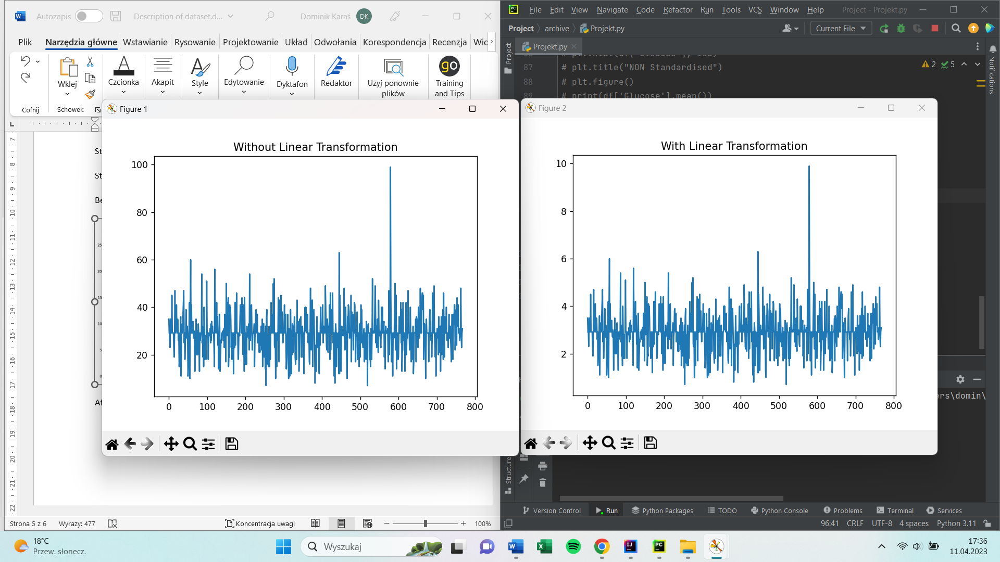 Autozapis
Description of dataset.d...
Dominik Karaś
DK
Plik
Narzędzia główne
Wstawianie
Rysowanie
Projektowanie
Układ
Odwołania
Korespondencja
Recenzja
Wid
Wklej
Czcionka
Akapit
Style
Edytowanie
Dyktafon
Redaktor
Użyj ponownie
plików
go
Training
and Tips
Cofnij
Schowek
St
St
Be
Af
PC
File
Edit
View
Navigate
Code
Refactor
Run
Tools
VCS
Window
Help
Project - Projekt.py
Project
archive
Projekt.py
Current File
Project
Projekt.py
Notifications
2
5
87
# plt.title("NON Standardised")
88
# plt.figure()
89
# print(df['Glucose'].mean())
Figure 1
Without Linear Transformation
100
80
60
40
20
0
100
200
300
400
500
600
700
800
Figure 2
With Linear Transformation
10
8
6
4
2
0
100
200
300
400
500
600
700
800
ers\domin\
Structure
Version Control
Run
Python Packages
TODO
Python Console
Problems
Terminal
Services
96:41
CRLF
UTF-8
4 spaces
Python 3.11
Strona 5 z 6
Wyrazy: 477
Koncentracja uwagi
100%
18°C
Przew. słonecz.
Wyszukaj
17:36
11.04.2023